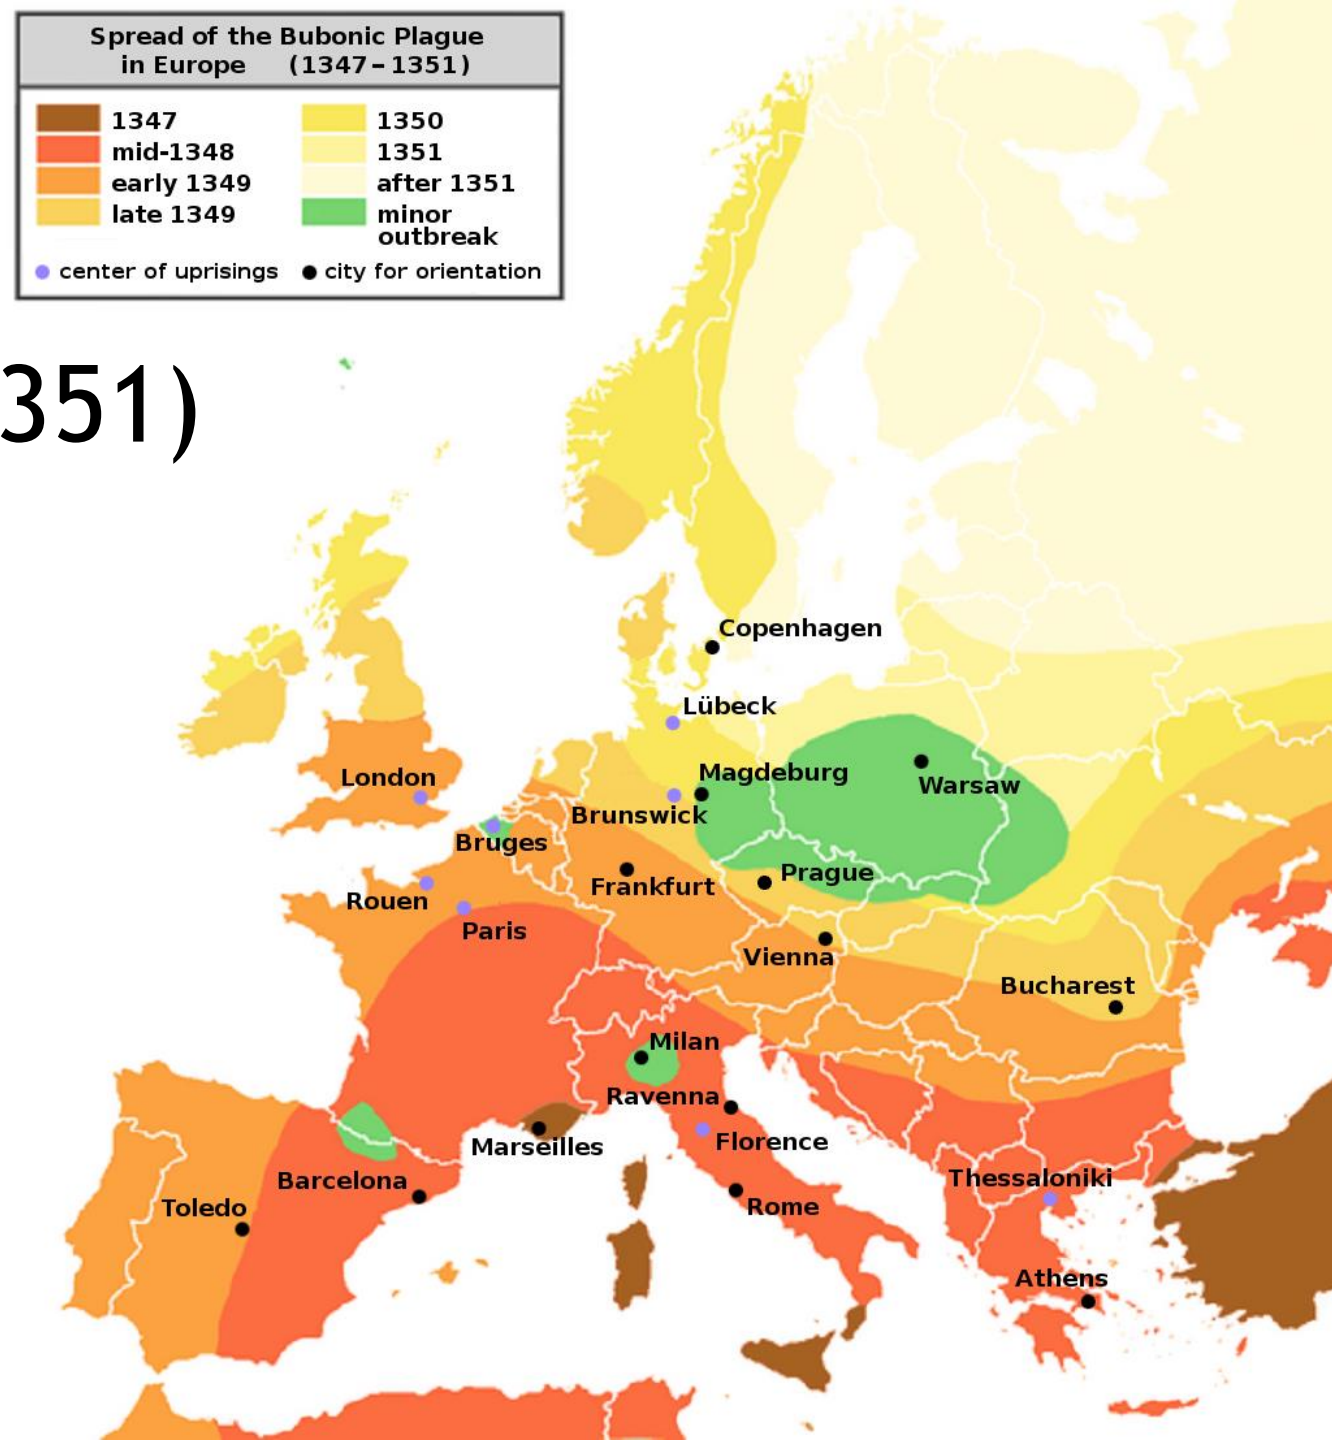 Spread of the Bubonic Plague
in Europe (1347–1351)
1347
mid-1348
early 1349
late 1349
1350
1351
after 1351
minor
outbreak
center of uprisings
city for orientation
351)
Copenhagen
Lübeck
Magdeburg
Warsaw
London
Brunswick
Bruges
Prague
Frankfurt
Rouen
Paris
Vienna
Bucharest
Milan
Ravenna
Marseilles
Florence
Barcelona
Thessaloniki
Toledo
Rome
Athens